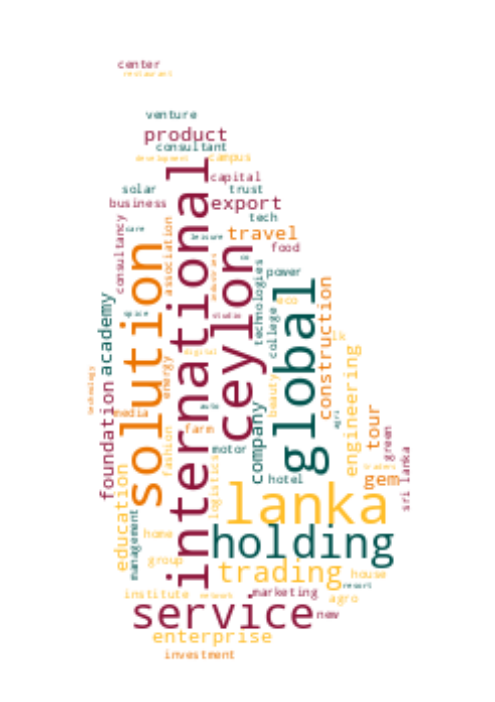 center
restaurant
venture
product
consultant
development
campus
capital
solar
trust
business
export
tech
consultancy
care
association
leisure
travel
food
international
solution
ceylon
global
industries
co
power
technologies
academy
eco
spice
studio
college
construction
lk
digital
energy
engineering
technology
foundation
media
auto
beauty
company
agri
tour
farm
fashion
motor
green
sri lanka
logistics
education
hotel
gem
lanka
management
home
holding
group
trading
house
resort
institute
network
marketing
agro
service
new
enterprise
investment